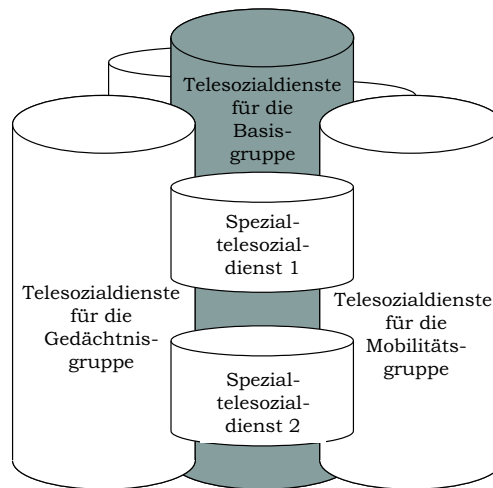 Telesozialdienste
für die
Basis-
gruppe
Spezial-
telesozial-
dienst 1
Telesozialdienste
für die
Gedächtnis-
gruppe
Telesozialdienste
für die
Mobilitäts-
gruppe
Spezial-
telesozial-
dienst 2